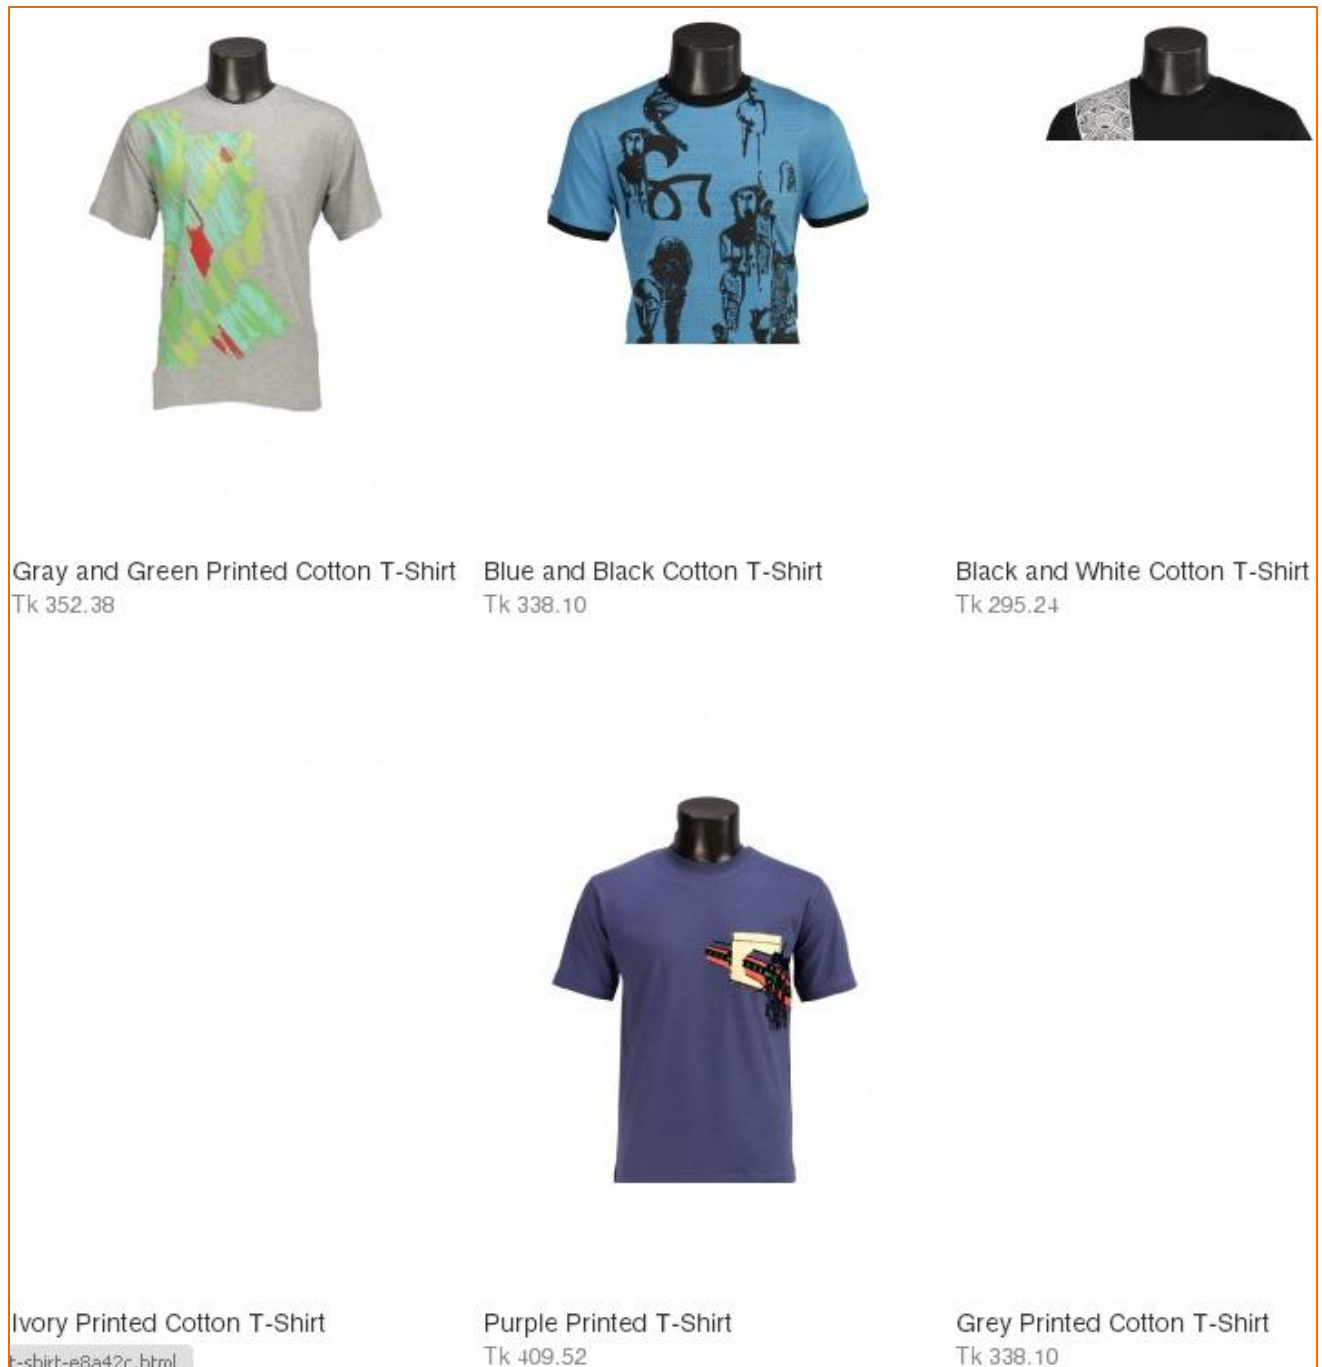 Gray and Green Printed Cotton T-Shirt
Tk 352.38
Blue and Black Cotton T-Shirt
Tk 338.10
Black and White Cotton T-Shirt
Tk 295.24
Ivory Printed Cotton T-Shirt
t-shirt-e8a42c.html
Purple Printed T-Shirt
Tk 409.52
Grey Printed Cotton T-Shirt
Tk 338.10